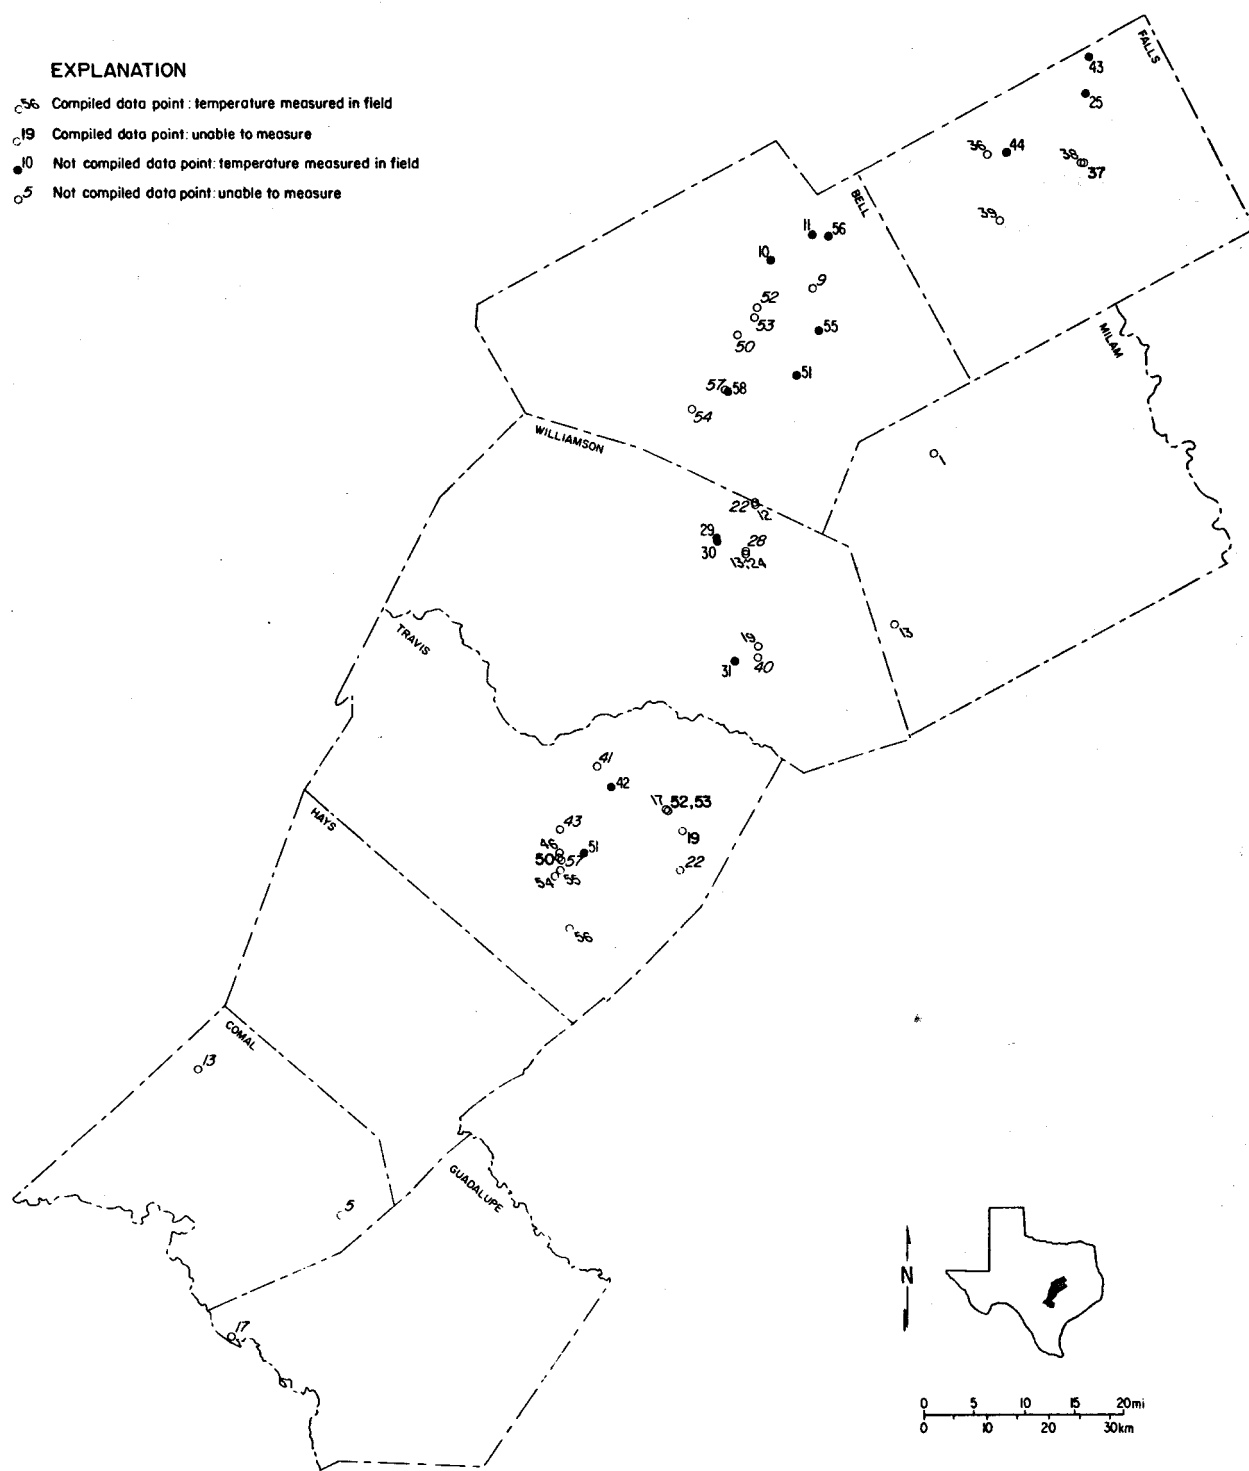 EXPLANATION
56 Compiled data point: temperature measured in field
19 Compiled data point: unable to measure
10 Not compiled data point: temperature measured in field
5 Not compiled data point: unable to measure
FALLS
43
25
36
44
38
37
39
BELL
11
56
10
9
52
53
55
50
51
57
58
54
MILAM
WILLIAMSON
1
22
12
29
28
30
13,24
13
TRAVIS
19
31
40
41
42
17
52,53
HAYS
43
19
46
51
50
57
22
54
55
56
COMAL
13
GUADALUPE
5
17
N
0 5 10 15 20mi
0 10 20 30km